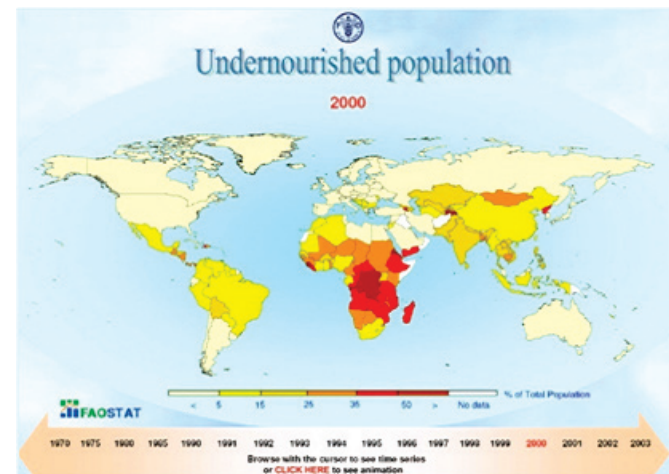 Undernourished population
2000
% of Total Population
< 5 15 25 35 50 > No data
FAOSTAT
1970 1975 1980 1985 1990 1991 1992 1993 1994 1995 1996 1997 1998 1999 2000 2001 2002 2003
Browse with the cursor to see time series
or CLICK HERE to see animation